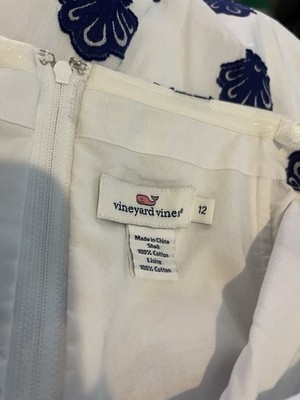 vineyard vines®
12
Made in China
Shell
100% Cotton
Lining
100% Cotton